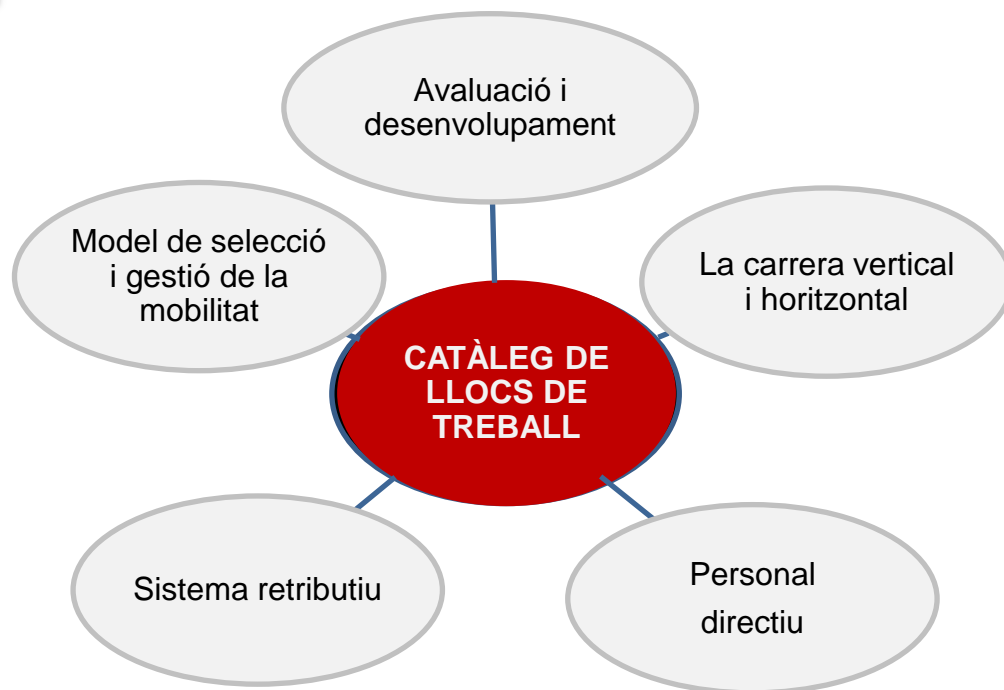 Avaluació i
desenvolupament
Model de selecció
i gestió de la
mobilitat
La carrera vertical
i horitzontal
CATÀLEG DE
LLOCS DE
TREBALL
Sistema retributiu
Personal
directiu